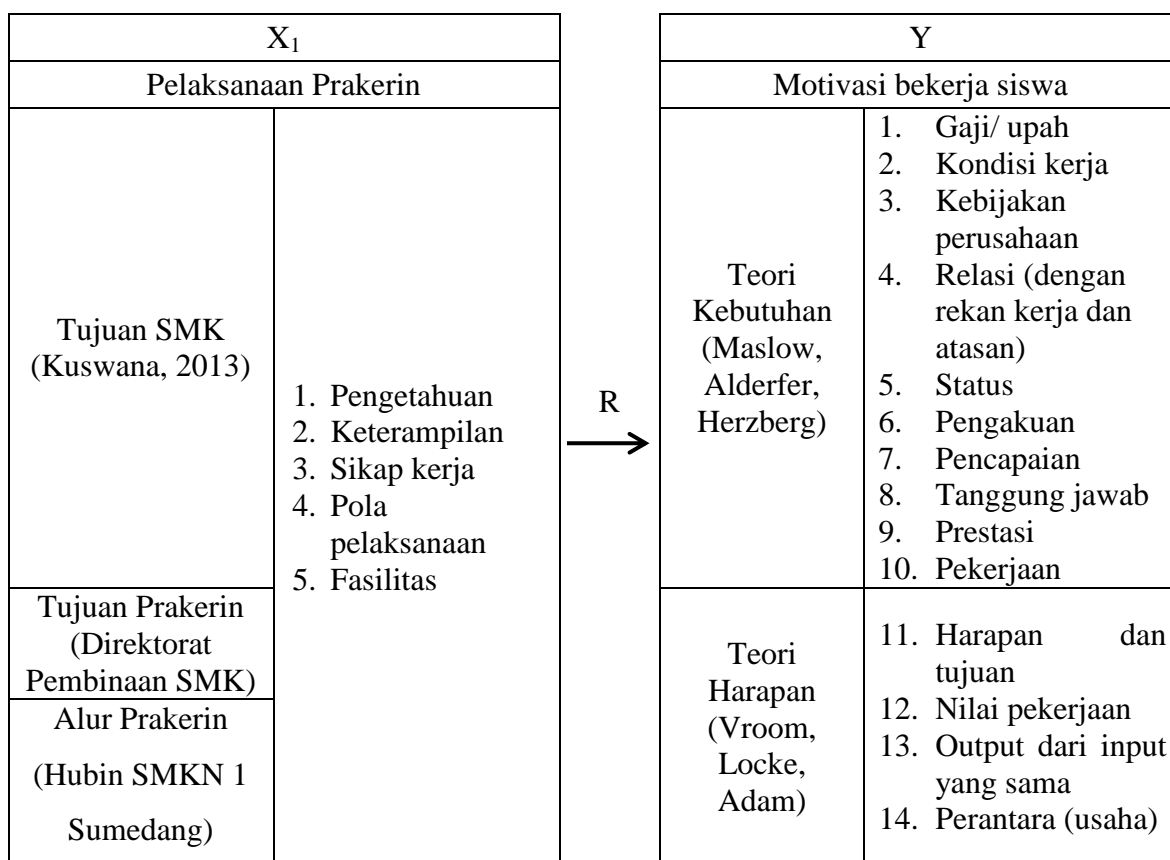 X₁
Pelaksanaan Prakerin
Tujuan SMK
(Kuswana, 2013)
Tujuan Prakerin
(Direktorat
Pembinaan SMK)
Alur Prakerin
(Hubin SMKN 1
Sumedang)
1. Pengetahuan
2. Keterampilan
3. Sikap kerja
4. Pola
pelaksanaan
5. Fasilitas
R
Y
Motivasi bekerja siswa
Teori
Kebutuhan
(Maslow,
Alderfer,
Herzberg)
1. Gaji/ upah
2. Kondisi kerja
3. Kebijakan
perusahaan
4. Relasi (dengan
rekan kerja dan
atasan)
5. Status
6. Pengakuan
7. Pencapaian
8. Tanggung jawab
9. Prestasi
10. Pekerjaan
Teori
Harapan
(Vroom,
Locke,
Adam)
11. Harapan dan
tujuan
12. Nilai pekerjaan
13. Output dari input
yang sama
14. Perantara (usaha)